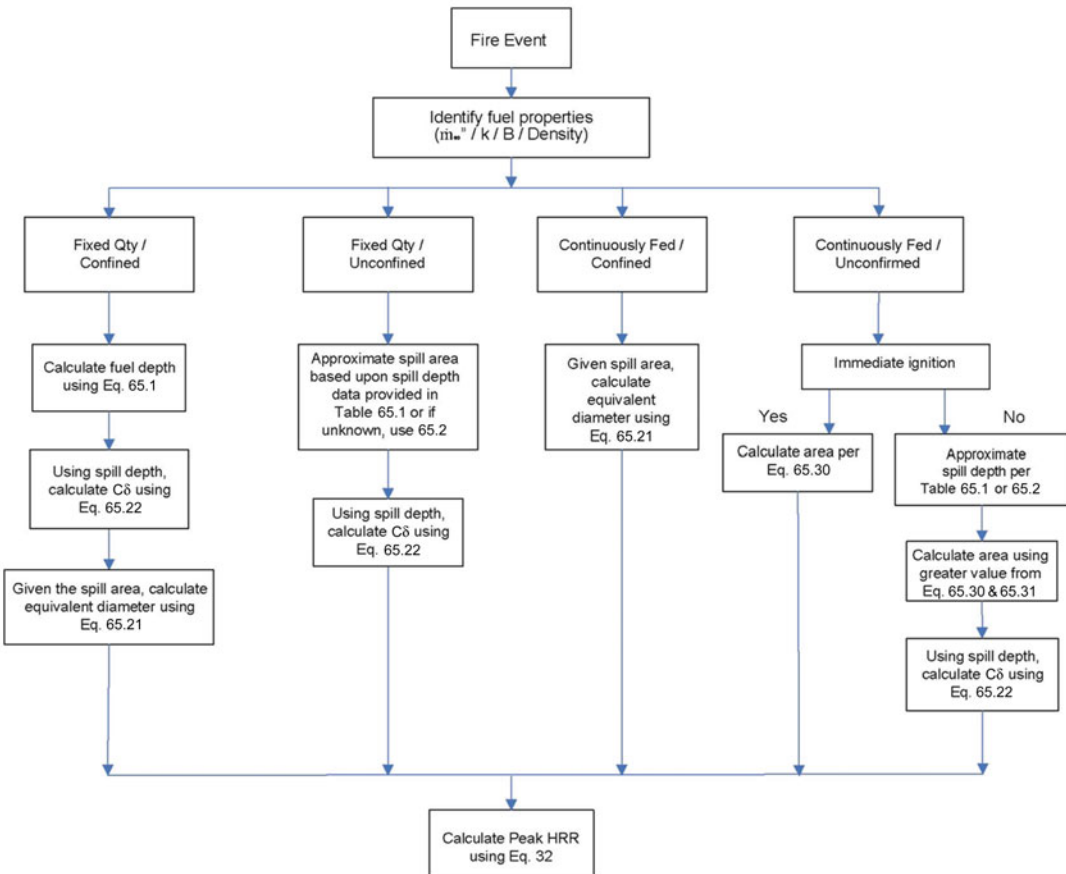 Fire Event
Identify fuel properties
(ṁ∞" / k / B / Density)
Fixed Qty /
Confined
Fixed Qty /
Unconfined
Continuously Fed /
Confined
Continuously Fed /
Unconfirmed
Calculate fuel depth
using Eq. 65.1
Approximate spill area
based upon spill depth
data provided in
Table 65.1 or if
unknown, use 65.2
Given spill area,
calculate
equivalent
diameter using
Eq. 65.21
Immediate ignition
Yes
No
Using spill depth,
calculate Cδ using
Eq. 65.22
Using spill depth,
calculate Cδ using
Eq. 65.22
Calculate area per
Eq. 65.30
Approximate
spill depth per
Table 65.1 or 65.2
Given the spill area, calculate
equivalent diameter using
Eq. 65.21
Calculate area using
greater value from
Eq. 65.30 & 65.31
Using spill depth,
calculate Cδ using
Eq. 65.22
Calculate Peak HRR
using Eq. 32